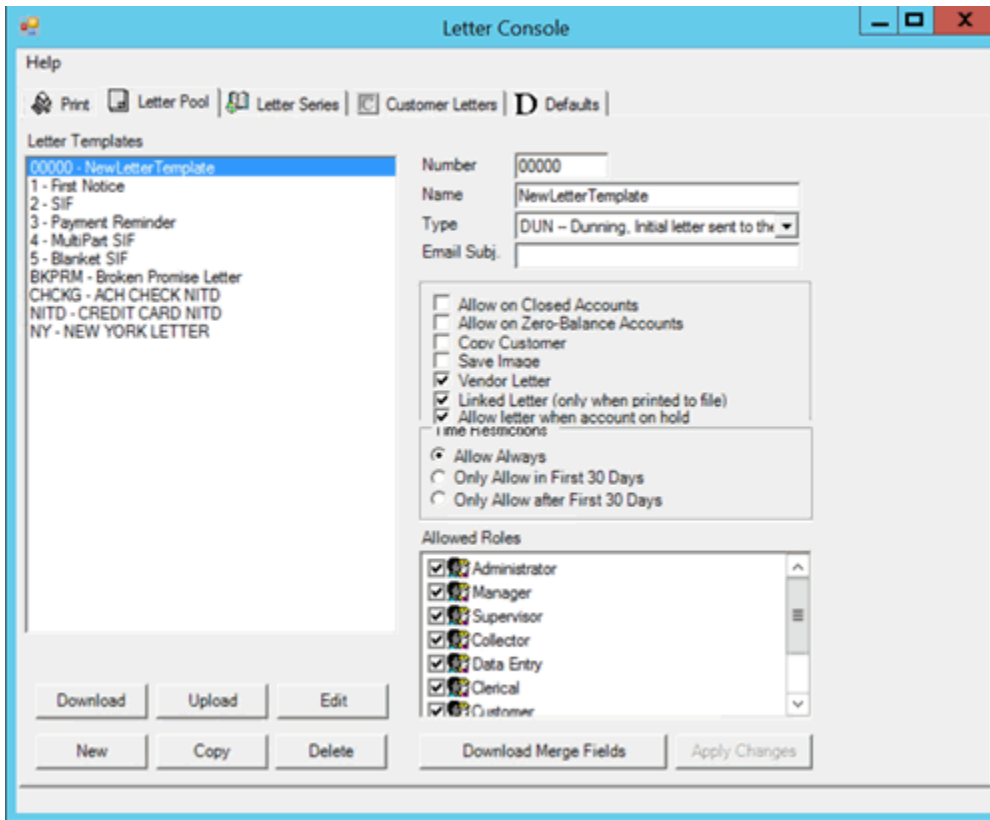 Letter Console
Help
Print Letter Pool Letter Series C Customer Letters D Defaults
Letter Templates
00000 - NewLetterTemplate
1 - First Notice
2 - SIF
3 - Payment Reminder
4 - MultiPart SIF
5 - Blanket SIF
BKPRM - Broken Promise Letter
CHCKG - ACH CHECK NITD
NITD - CREDIT CARD NITD
NY - NEW YORK LETTER
Number 00000
Name NewLetterTemplate
Type DUN -- Dunning, Initial letter sent to the
Email Subj.
Allow on Closed Accounts
Allow on Zero-Balance Accounts
Copy Customer
Save Image
Vendor Letter
Linked Letter (only when printed to file)
Allow letter when account on hold
Time Restrictions
Allow Always
Only Allow in First 30 Days
Only Allow after First 30 Days
Allowed Roles
Administrator
Manager
Supervisor
Collector
Data Entry
Clerical
Customer
Download Upload Edit
New Copy Delete
Download Merge Fields Apply Changes